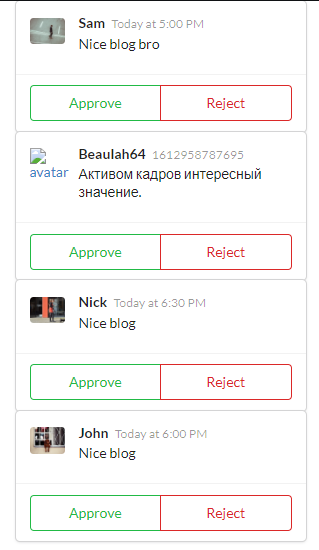 Sam Today at 5:00 PM
Nice blog bro
Approve Reject
Beaulah64 1612958787695
avatar Активом кадров интересный
значение.
Approve Reject
Nick Today at 6:30 PM
Nice blog
Approve Reject
John Today at 6:00 PM
Nice blog
Approve Reject